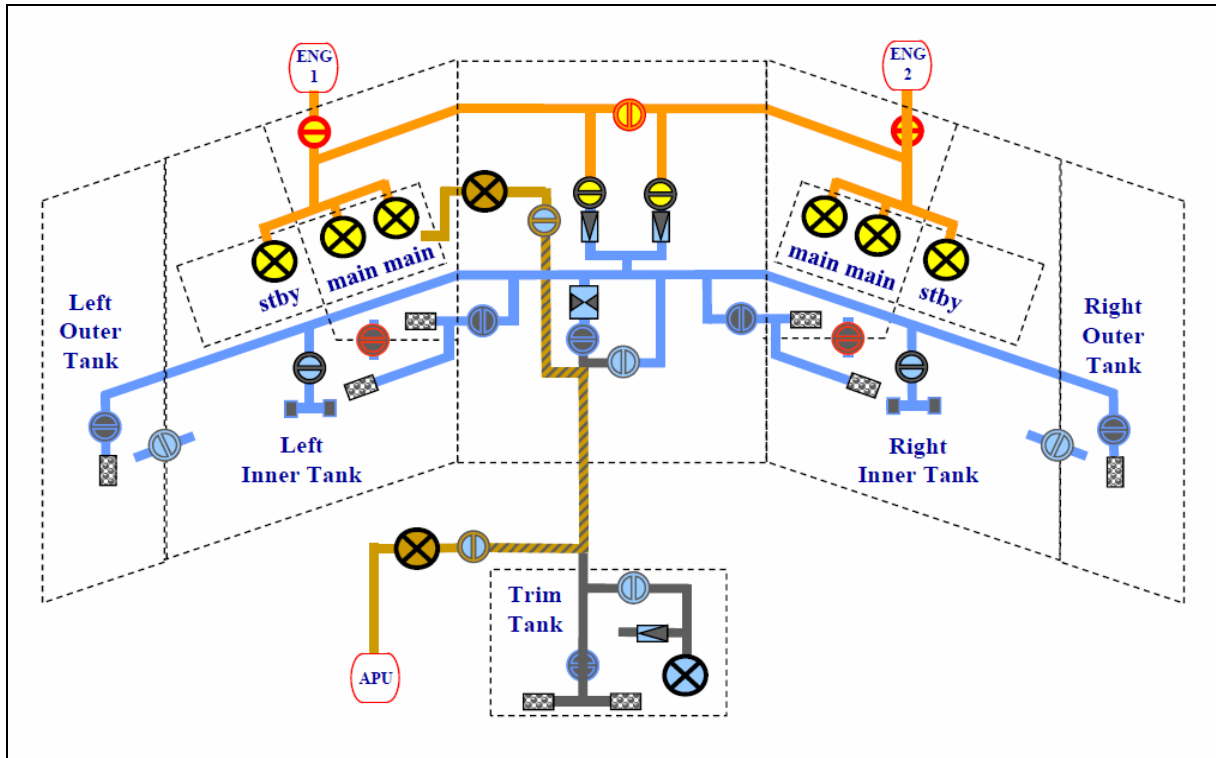 ENG
1
ENG
2
stby
main main
main main
stby
Left
Outer
Tank
Right
Outer
Tank
Left
Inner Tank
Right
Inner Tank
Trim
Tank
APU